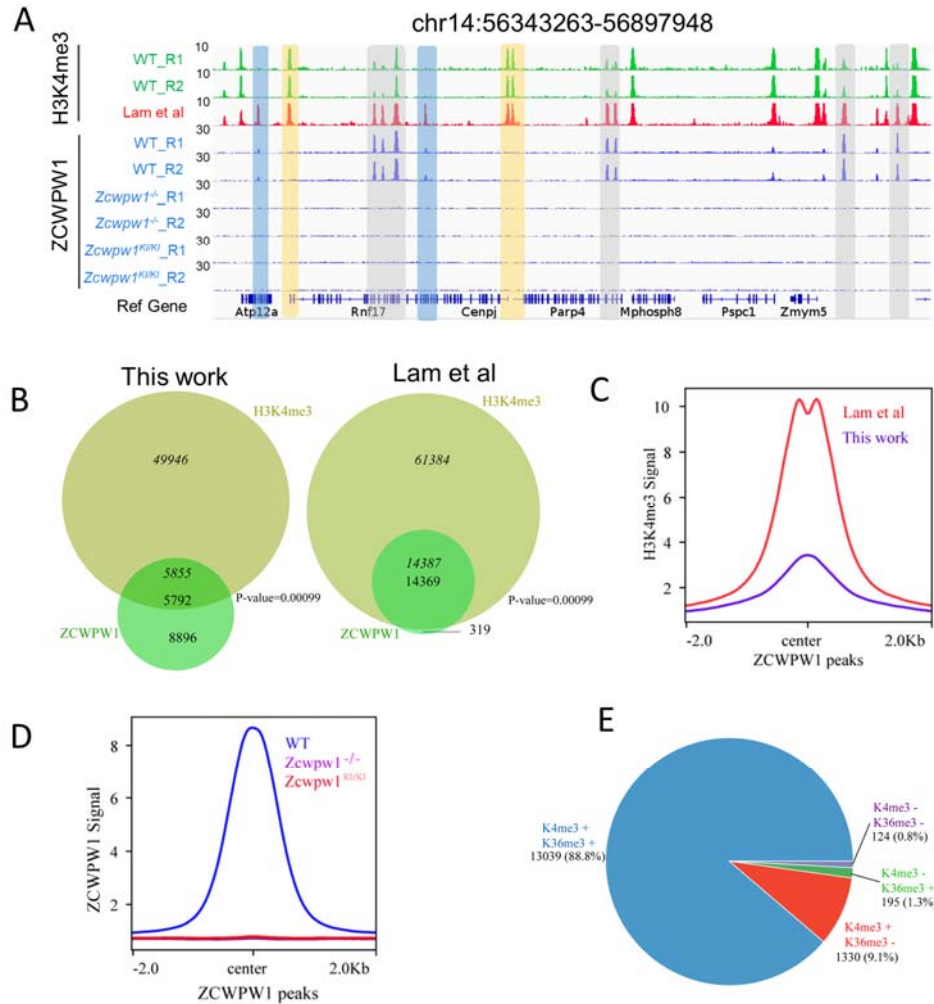 A
chr14:56343263-56897948
H3K4me3
ZCWPW1
10
WT_R1
10
WT_R2
10
Lam et al
30
WT_R1
30
WT_R2
30
Zcwpw1-/-_R1
30
Zcwpw1-/-_R2
30
Zcwpw1KI/KI_R1
30
Zcwpw1KI/KI_R2
Ref Gene
Atp12a Rnf17 Cenpj Parp4 Mphosph8 Pspc1 Zmym5
B
This work
H3K4me3
49946
5855
5792
P-value=0.00099
ZCWPW1
8896
Lam et al
H3K4me3
61384
14387
14369
P-value=0.00099
ZCWPW1
319
C
H3K4me3 Signal
10
8
6
4
2
Lam et al
This work
-2.0 center 2.0Kb
ZCWPW1 peaks
D
ZCWPW1 Signal
8
6
4
2
WT
Zcwpw1-/-
Zcwpw1KI/KI
-2.0 center 2.0Kb
ZCWPW1 peaks
E
K4me3 +
K36me3 +
13039 (88.8%)
K4me3 -
K36me3 -
124 (0.8%)
K4me3 -
K36me3 +
195 (1.3%
K4me3 +
K36me3 -
1330 (9.1%)